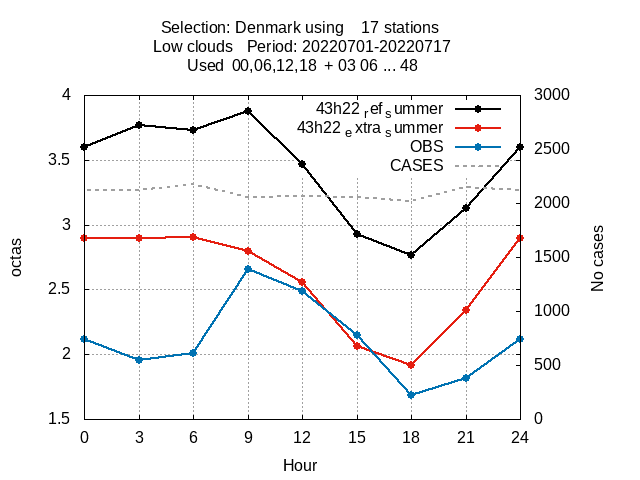 Selection: Denmark using    17 stations
Low clouds   Period: 20220701-20220717
Used  00,06,12,18  + 03 06 ... 48
43h22 ref summer
43h22 extra summer
OBS
CASES
4
3.5
3
2.5
2
1.5
octas
3000
2500
2000
1500
1000
500
0
No cases
0 3 6 9 12 15 18 21 24
Hour